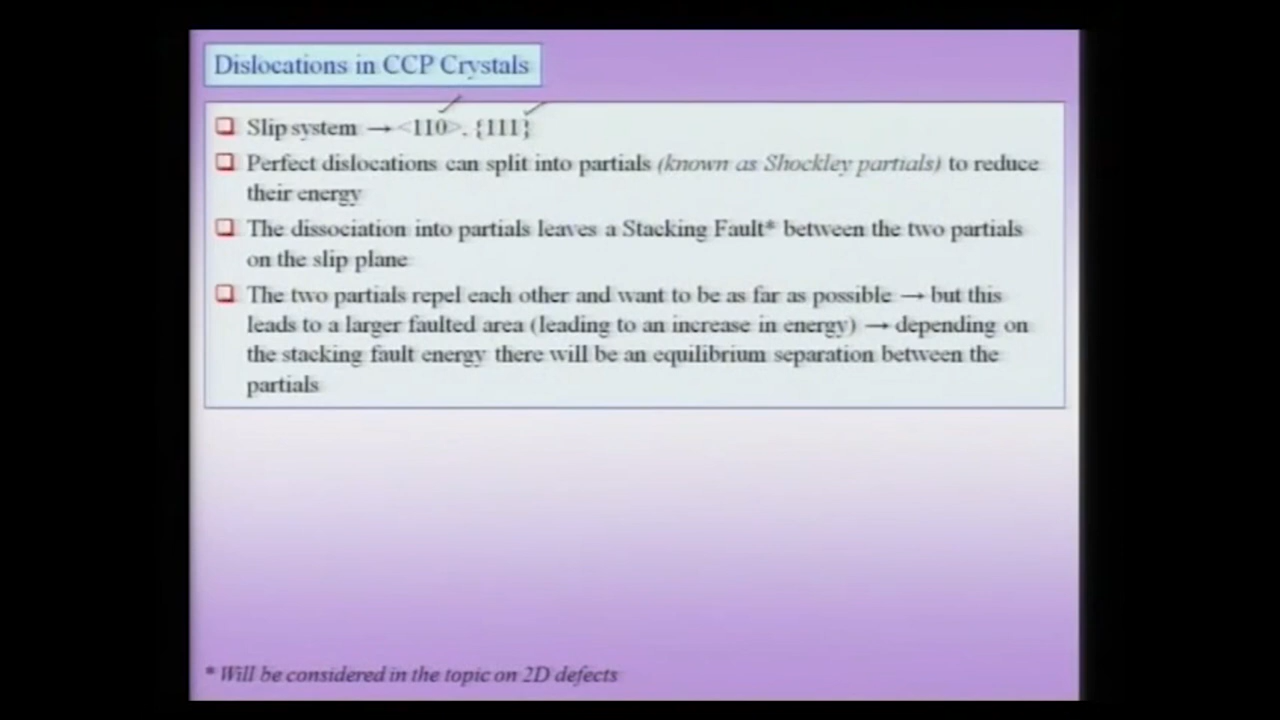 Dislocations in CCP Crystals
❑ Slip system → <110>, {111}
❑ Perfect dislocations can split into partials (known as Shockley partials) to reduce
their energy
❑ The dissociation into partials leaves a Stacking Fault* between the two partials
on the slip plane
❑ The two partials repel each other and want to be as far as possible → but this
leads to a larger faulted area (leading to an increase in energy) → depending on
the stacking fault energy there will be an equilibrium separation between the
partials
* Will be considered in the topic on 2D defects